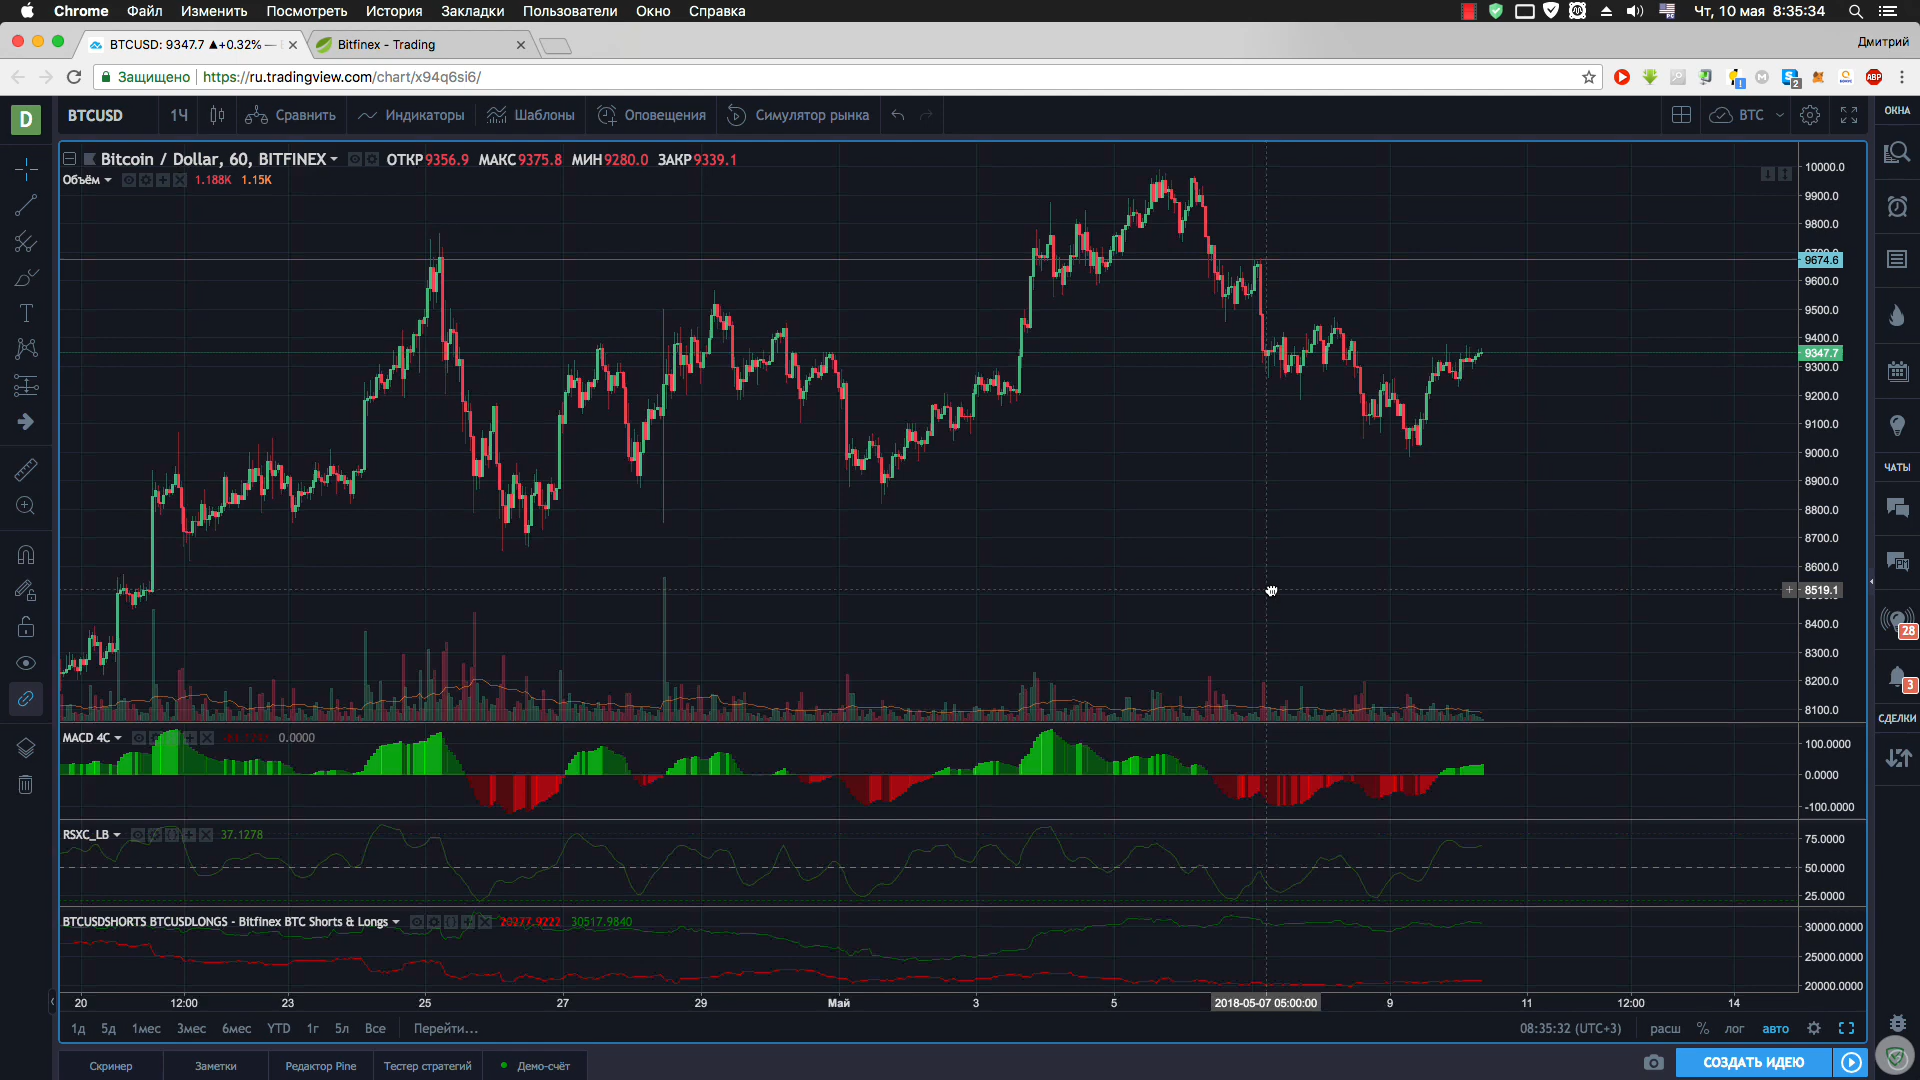 Chrome Файл Изменить Посмотреть История Закладки Пользователи Окно Справка Чт, 10 мая 8:35:34
BTCUSD: 9347.7 ▲+0.32% — Bitfinex - Trading Дмитрий
Защищено https://ru.tradingview.com/chart/x94q6si6/
D BTCUSD 1Ч Сравнить Индикаторы Шаблоны Оповещения Симулятор рынка BTC ОКНА
Bitcoin / Dollar, 60, BITFINEX ОТКР 9356.9 МАКС 9375.8 МИН 9280.0 ЗАКР 9339.1
Объём 1.188K 1.15K
10000.0
9900.0
9800.0
9700.0
9674.6
9600.0
9500.0
9400.0
9347.7
9300.0
9200.0
9100.0
9000.0
8900.0
8800.0
8700.0
8600.0
8519.1
8400.0
8300.0
8200.0
8100.0
ЧАТЫ
28
3
СДЕЛКИ
MACD 4C 0.0000
100.0000
0.0000
-100.0000
RSXC_LB 37.1278
75.0000
50.0000
25.0000
BTCUSDSHORTS BTCUSDLONGS - Bitfinex BTC Shorts & Longs 30517.9840
30000.0000
25000.0000
20000.0000
20 12:00 23 25 27 29 Май 3 5 2018-05-07 05:00:00 9 11 12:00 14
1д 5д 1мес 3мес 6мес YTD 1г 5л Все Перейти... 08:35:32 (UTC+3) расш % лог авто
Скринер Заметки Редактор Pine Тестер стратегий Демо-счёт СОЗДАТЬ ИДЕЮ